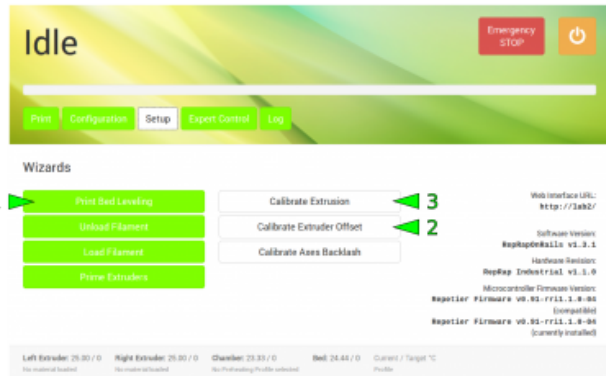 Idle
Emergency
STOP
Print Configuration Setup Expert Control Log
Wizards
Print Bed Leveling
Calibrate Extrusion
3
Unload Filament
Calibrate Extruder Offset
2
Load Filament
Calibrate Axes Backlash
Prime Extruders
Web Interface URL:
http://lab2/
Software Version:
RepRapOnRails v1.3.1
Hardware Revision:
RepRap Industrial v1.1.0
Microcontroller Firmware Version:
Repetier Firmware v0.91-rri1.1.0-04
(compatible)
Repetier Firmware v0.91-rri1.1.0-04
(currently installed)
Left Extruder: 25.00 / 0 Right Extruder: 25.00 / 0 Chamber: 23.33 / 0 Bed: 24.44 / 0 Current / Target °C
No material loaded No material loaded No Preheating Profile selected Profile